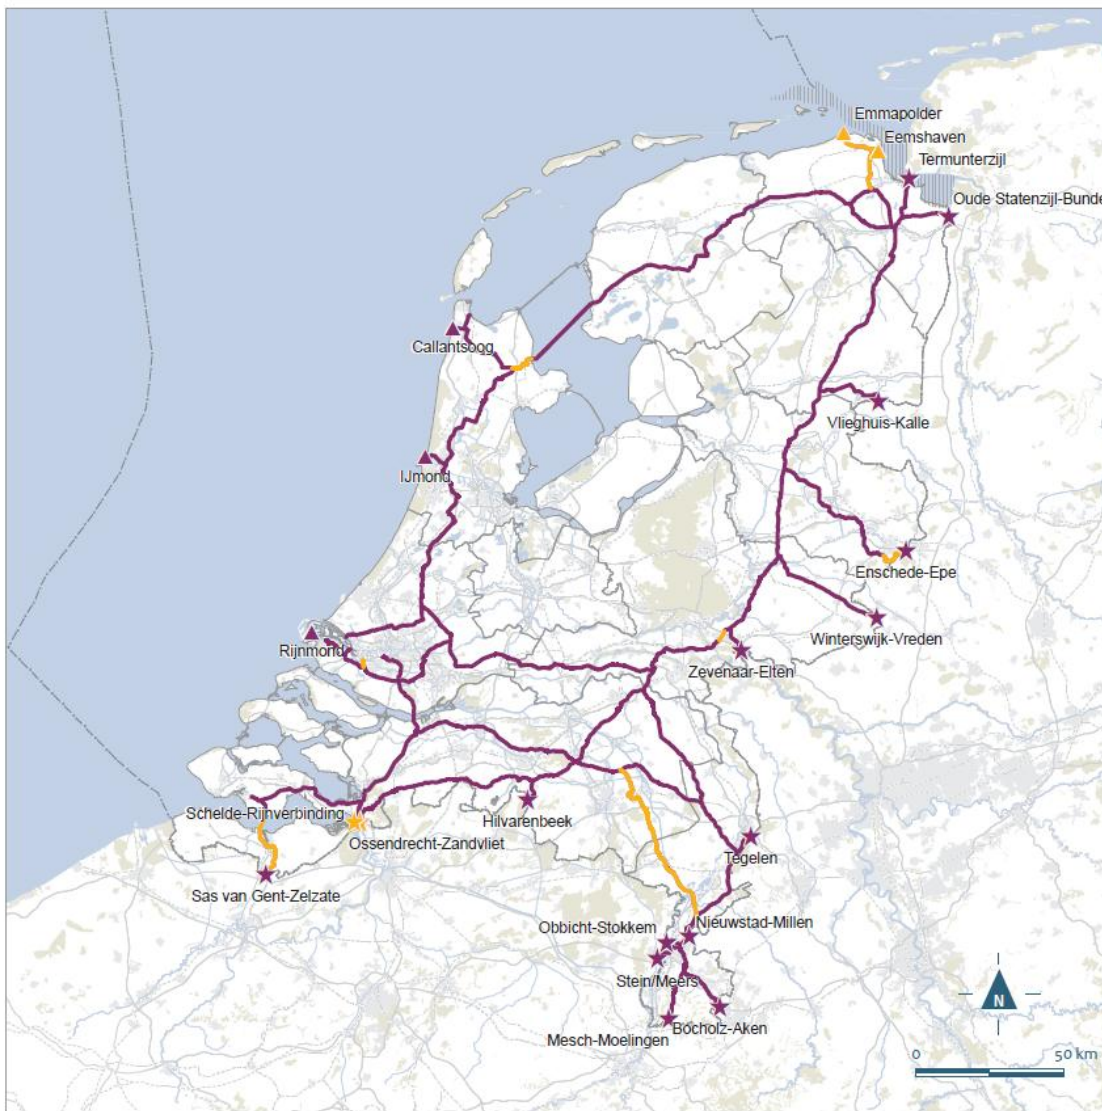 Emmapolder
Eemshaven
Termunterzijl
Oude Statenzijl-Bunde
Callantsoog
Vlieghuis-Kalle
IJmond
Enschede-Epe
Winterswijk-Vreden
Rijnmond
Zevenaar-Elten
Schelde-Rijnverbinding
Hilvarenbeek
Ossendrecht-Zandvliet
Tegelen
Sas van Gent-Zelzate
Nieuwstad-Millen
Obbicht-Stokkem
Stein/Meers
Bocholz-Aken
Mesch-Moelingen
N
0 50 km